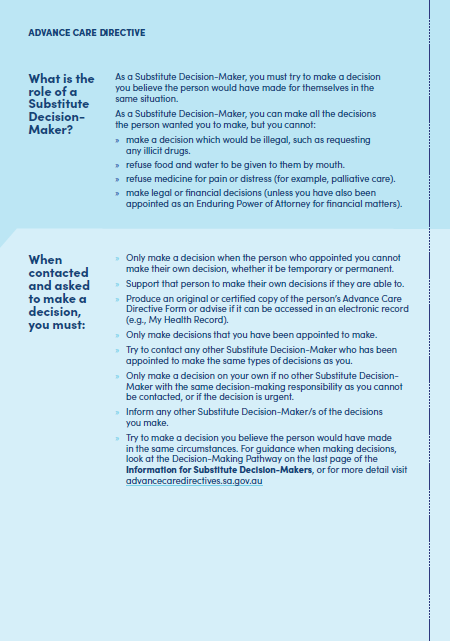 ADVANCE CARE DIRECTIVE
What is the
role of a
Substitute
Decision-
Maker?
As a Substitute Decision-Maker, you must try to make a decision
you believe the person would have made for themselves in the
same situation.
As a Substitute Decision-Maker, you can make all the decisions
the person wanted you to make, but you cannot:
» make a decision which would be illegal, such as requesting
any illicit drugs.
» refuse food and water to be given to them by mouth.
» refuse medicine for pain or distress (for example, palliative care).
» make legal or financial decisions (unless you have also been
appointed as an Enduring Power of Attorney for financial matters).
When
contacted
and asked
to make a
decision,
you must:
» Only make a decision when the person who appointed you cannot
make their own decision, whether it be temporary or permanent.
» Support that person to make their own decisions if they are able to.
» Produce an original or certified copy of the person's Advance Care
Directive Form or advise if it can be accessed in an electronic record
(e.g., My Health Record).
» Only make decisions that you have been appointed to make.
» Try to contact any other Substitute Decision-Maker who has been
appointed to make the same types of decisions as you.
» Only make a decision on your own if no other Substitute Decision-
Maker with the same decision-making responsibility as you cannot
be contacted, or if the decision is urgent.
» Inform any other Substitute Decision-Maker/s of the decisions
you make.
» Try to make a decision you believe the person would have made
in the same circumstances. For guidance when making decisions,
look at the Decision-Making Pathway on the last page of the
Information for Substitute Decision-Makers, or for more detail visit
advancecaredirectives.sa.gov.au